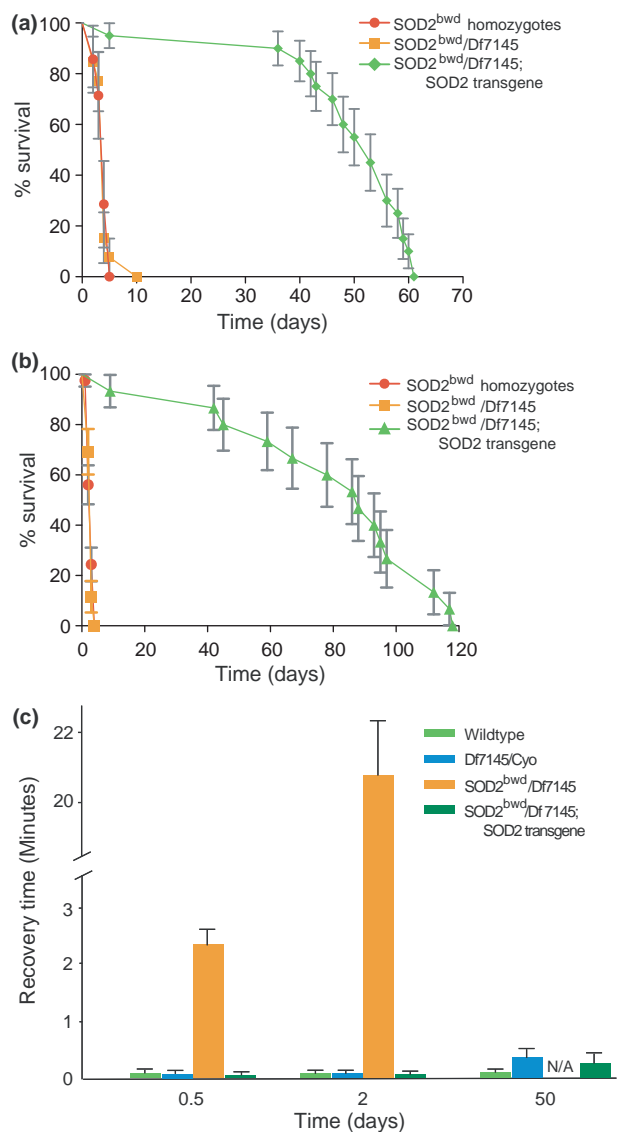 (a)
100
80
60
40
20
0
% survival
SOD2bwd homozygotes
SOD2bwd/Df7145
SOD2bwd/Df7145;
SOD2 transgene
0 10 20 30 40 50 60 70
Time (days)
(b)
100
80
60
40
20
0
% survival
SOD2bwd homozygotes
SOD2bwd /Df7145
SOD2bwd /Df7145;
SOD2 transgene
0 20 40 60 80 100 120
Time (days)
(c)
22
20
3
2
1
0
Recovery time (Minutes)
Wildtype
Df7145/Cyo
SOD2bwd/Df7145
SOD2bwd/Df 7145;
SOD2 transgene
N/A
0.5 2 50
Time (days)